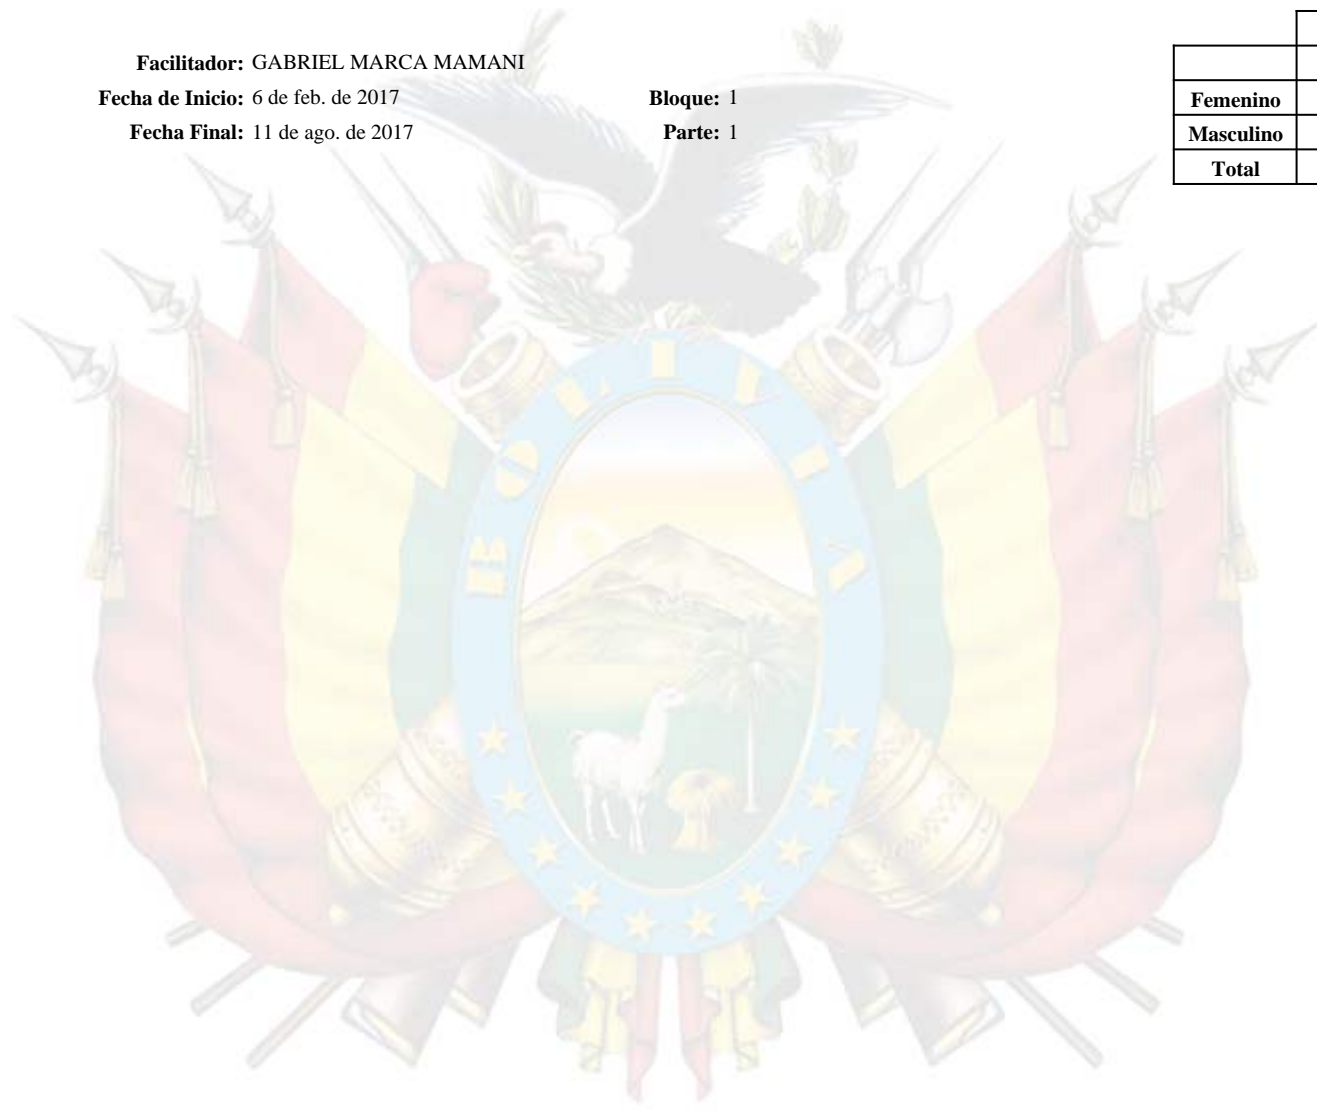 Facilitador: GABRIEL MARCA MAMANI
Fecha de Inicio: 6 de feb. de 2017 Bloque: 1
Fecha Final: 11 de ago. de 2017 Parte: 1
Femenino
Masculino
Total
BOLIVIA